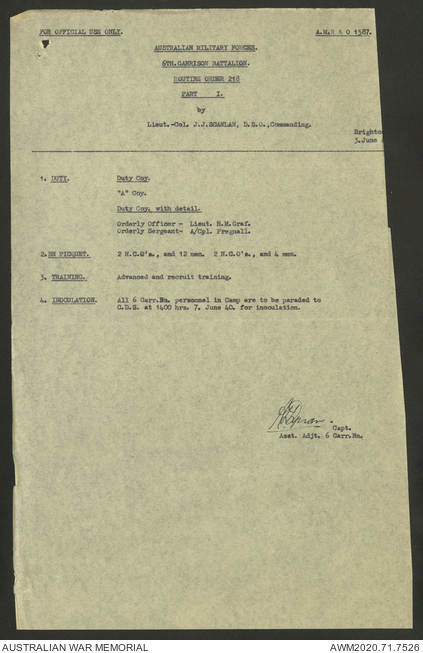 FOR OFFICIAL USE ONLY. A.M.R & O 1587.
AUSTRALIAN MILITARY FORCES.
6TH.GARRISON BATTALION.
ROUTINE ORDER 218
PART I.
by
Lieut.-Col. J.J.SCANLAN, D.S.O.,Commanding.
Brighto
3.June
1. DUTY. Duty Coy.
"A" Coy.
Duty Coy. with detail.
Orderly Officer - Lieut. H.M.Graf.
Orderly Sergeant- A/Cpl. Pregnall.
2.BN PICQUET. 2 N.C.O's., and 12 men. 2 N.C.O's., and 4 men.
3. TRAINING. Advanced and recruit training.
4. INOCULATION. All 6 Garr.Bn. personnel in Camp are to be paraded to
C.D.S. at 1400 hrs. 7. June 40. for inoculation.
Capt.
Asst. Adjt. 6 Garr.Bn.
AUSTRALIAN WAR MEMORIAL AWM2020.71.7526